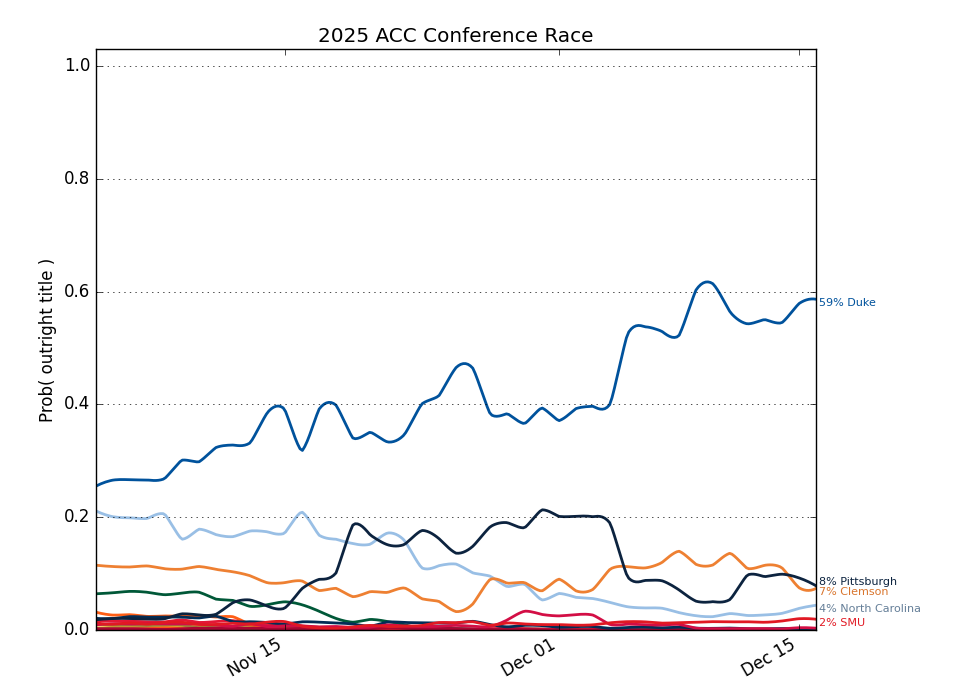 2025 ACC Conference Race
Prob( outright title )
1.0
0.8
0.6
0.4
0.2
0.0
59% Duke
8% Pittsburgh
7% Clemson
4% North Carolina
2% SMU
Nov 15
Dec 01
Dec 15